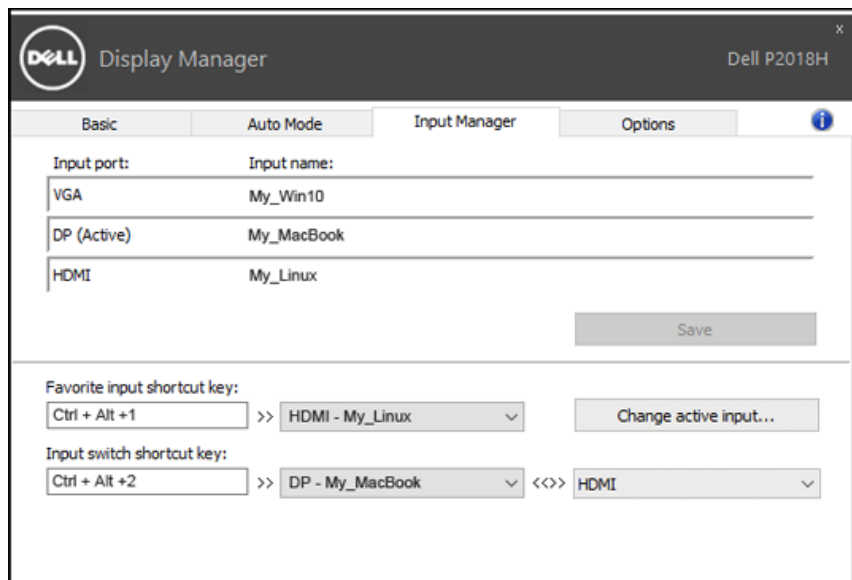 x
DELL Display Manager Dell P2018H
Basic Auto Mode Input Manager Options i
Input port: Input name:
VGA My_Win10
DP (Active) My_MacBook
HDMI My_Linux
Save
Favorite input shortcut key:
Ctrl + Alt +1 >> HDMI - My_Linux Change active input...
Input switch shortcut key:
Ctrl + Alt +2 >> DP - My_MacBook <<>> HDMI